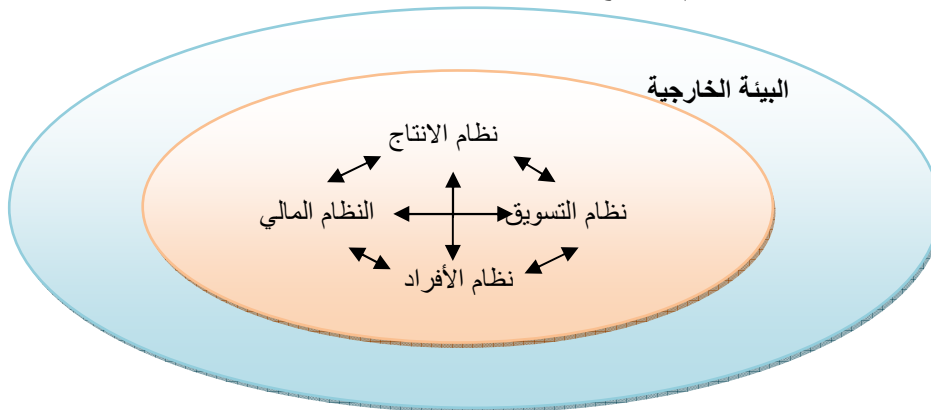 البيئة الخارجية
نظام الانتاج
نظام التسويق
النظام المالي
نظام الأفراد